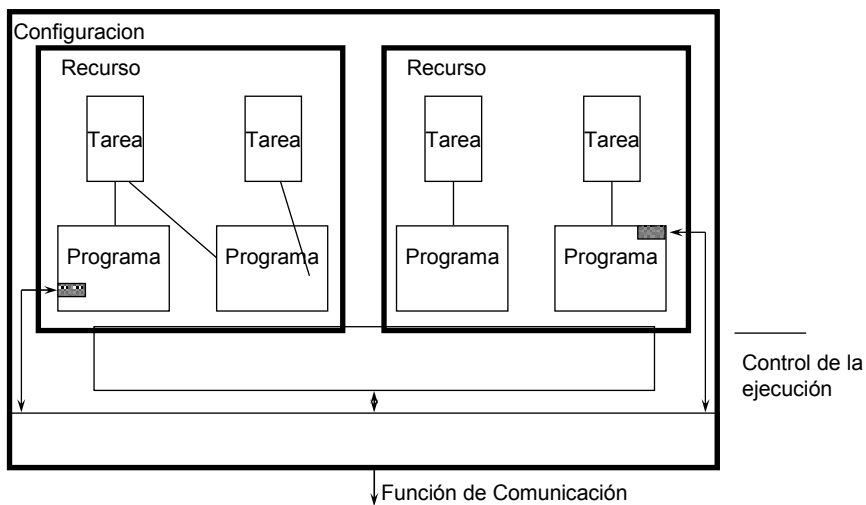 Configuracion
Recurso
Recurso
Tarea
Tarea
Tarea
Tarea
Programa
Programa
Programa
Programa
Control de la
ejecución
Función de Comunicación